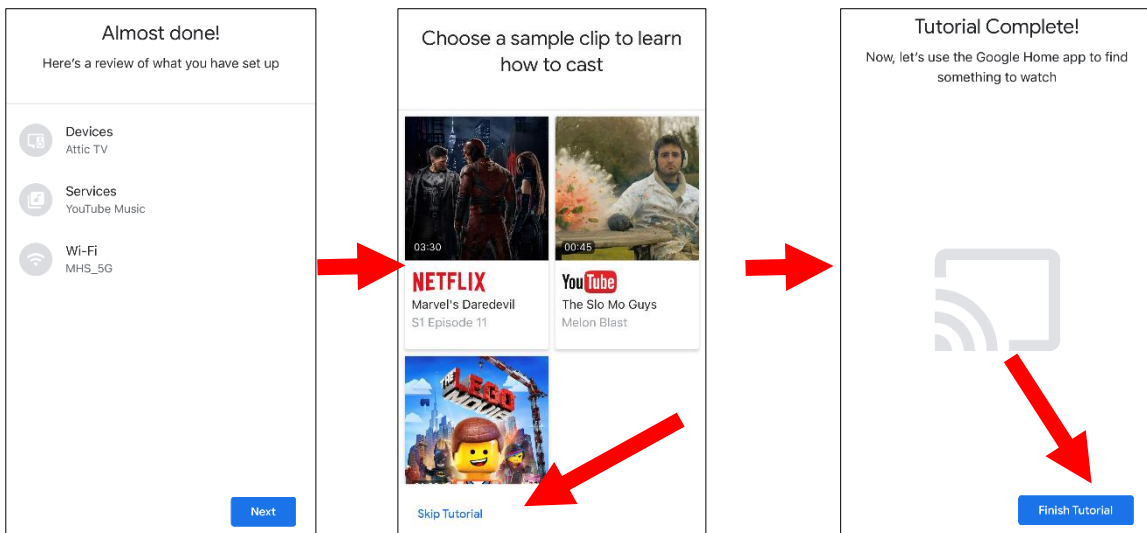 Almost done!
Here's a review of what you have set up
Devices
Attic TV
Services
YouTube Music
Wi-Fi
MHS_5G
Next
Choose a sample clip to learn
how to cast
03:30
NETFLIX
Marvel's Daredevil
S1 Episode 11
00:45
YouTube
The Slo Mo Guys
Melon Blast
THE
LEGO
MOVIE
Skip Tutorial
Tutorial Complete!
Now, let's use the Google Home app to find
something to watch
Finish Tutorial